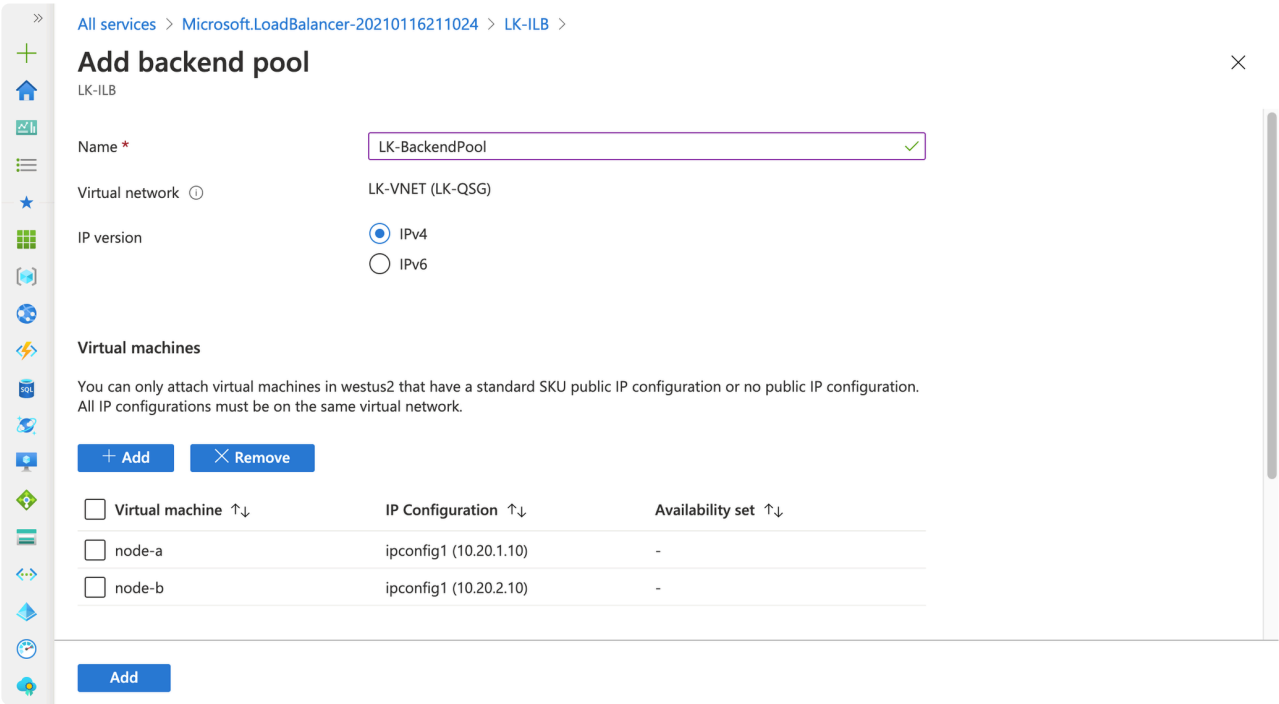 All services > Microsoft.LoadBalancer-20210116211024 > LK-ILB >
Add backend pool
LK-ILB
Name *
LK-BackendPool
Virtual network
LK-VNET (LK-QSG)
IP version
IPv4
IPv6
Virtual machines
You can only attach virtual machines in westus2 that have a standard SKU public IP configuration or no public IP configuration.
All IP configurations must be on the same virtual network.
+ Add × Remove
Virtual machine ↑↓ IP Configuration ↑↓ Availability set ↑↓
node-a ipconfig1 (10.20.1.10) -
node-b ipconfig1 (10.20.2.10) -
Add
SQL